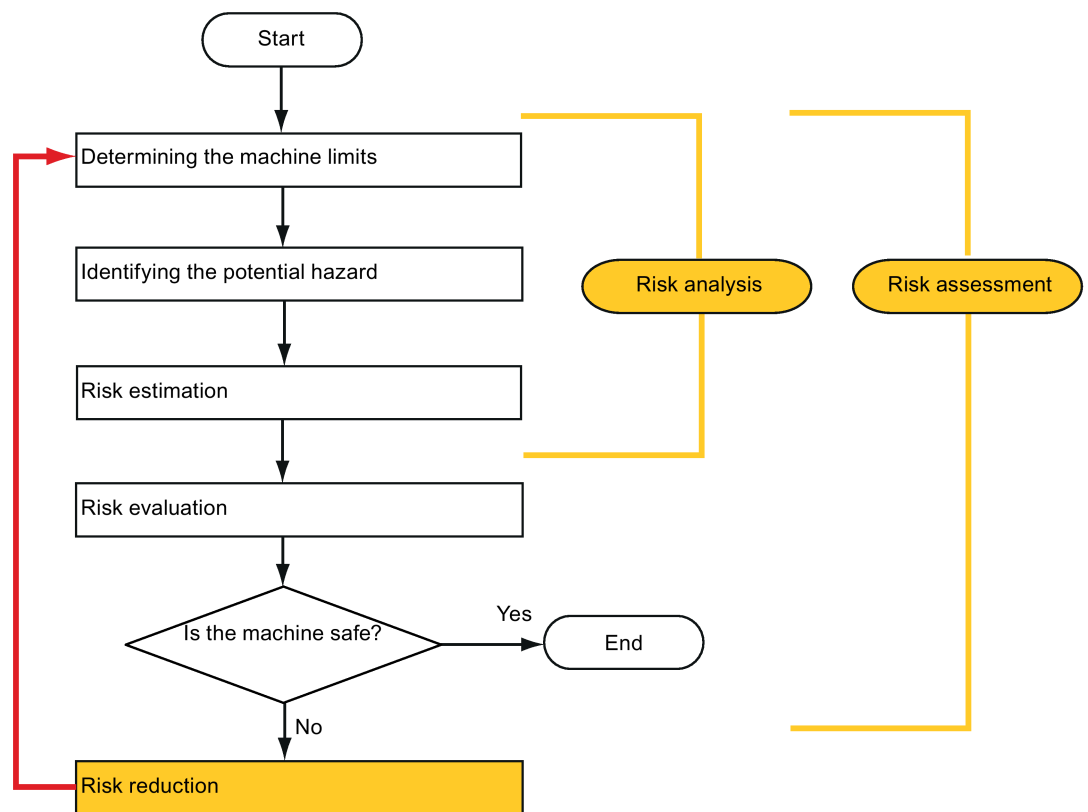 Start
Determining the machine limits
Identifying the potential hazard
Risk analysis
Risk assessment
Risk estimation
Risk evaluation
Is the machine safe?
Yes
End
No
Risk reduction